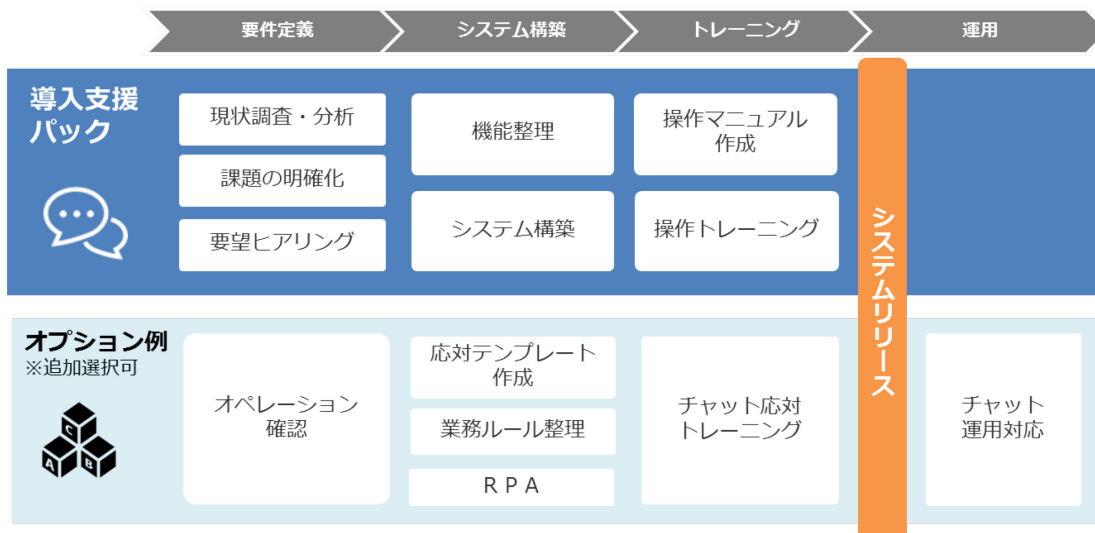 要件定義
システム構築
トレーニング
運用
導入支援
パック
現状調査・分析
課題の明確化
要望ヒアリング
機能整理
システム構築
操作マニュアル
作成
操作トレーニング
システムリリース
オプション例
※追加選択可
C
A
B
オペレーション
確認
応対テンプレート
作成
業務ルール整理
ＲＰＡ
チャット応対
トレーニング
チャット
運用対応